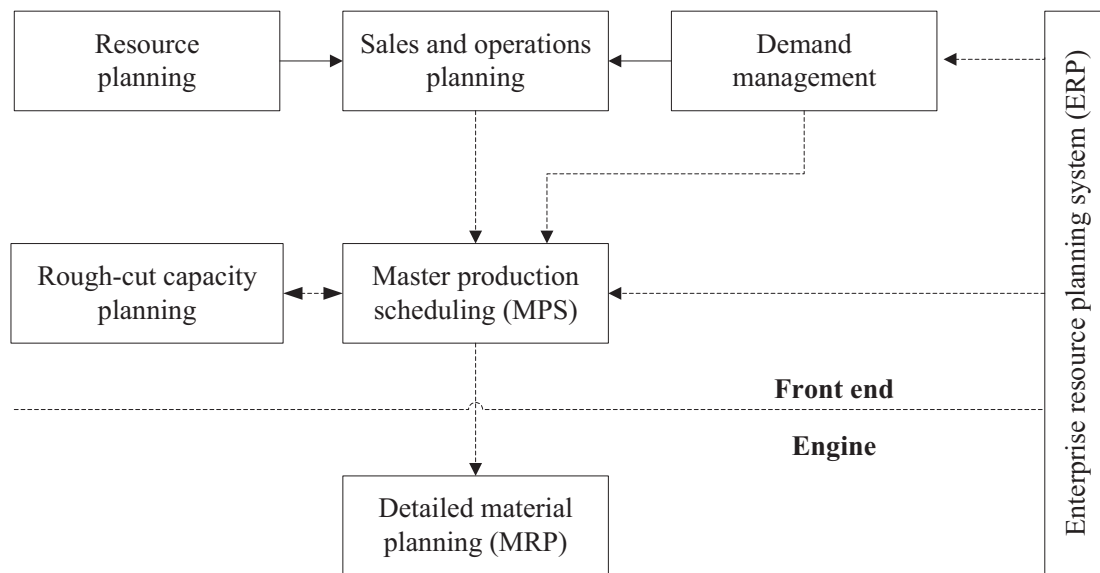 Resource
planning
Sales and operations
planning
Demand
management
Enterprise resource planning system (ERP)
Rough-cut capacity
planning
Master production
scheduling (MPS)
Front end
Engine
Detailed material
planning (MRP)